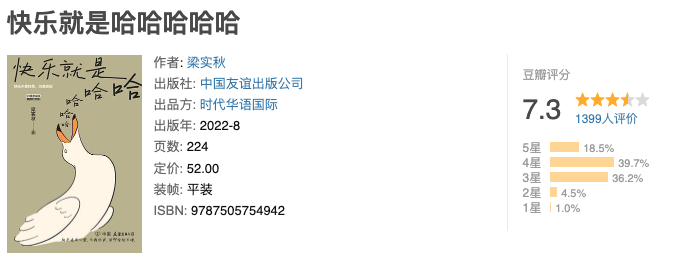 快乐就是哈哈哈哈哈
快乐就是
哈哈
哈
哈
哈
梁实秋
作者: 梁实秋
出版社: 中国友谊出版公司
出品方: 时代华语国际
出版年: 2022-8
页数: 224
定价: 52.00
装帧: 平装
ISBN: 9787505754942
豆瓣评分
7.3
1399人评价
5星 18.5%
4星 39.7%
3星 36.2%
2星 4.5%
1星 1.0%